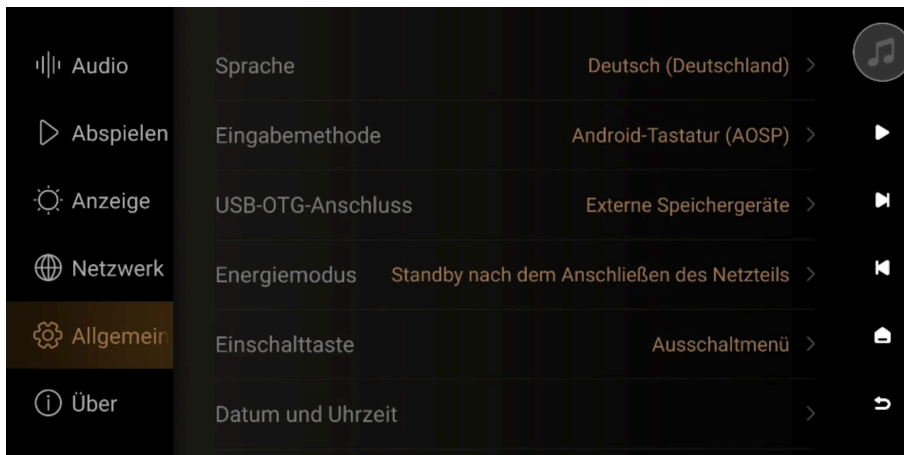 Audio
Abspielen
Anzeige
Netzwerk
Allgemein
Über
Sprache Deutsch (Deutschland)
Eingabemethode Android-Tastatur (AOSP)
USB-OTG-Anschluss Externe Speichergeräte
Energiemodus Standby nach dem Anschließen des Netzteils
Einschalttaste Ausschaltmenü
Datum und Uhrzeit